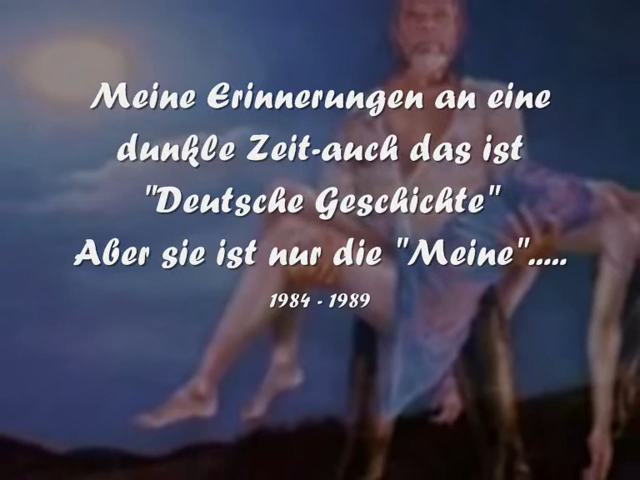 Meine Erinnerungen an eine
dunkle Zeit-auch das ist
"Deutsche Geschichte"
Aber sie ist nur die "Meine".....
1984 - 1989